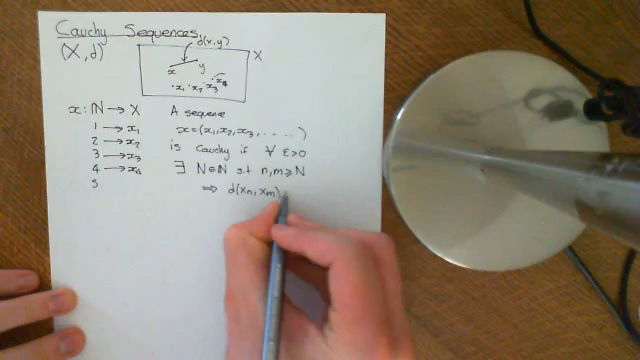 Cauchy Sequences
(X,d)
d(x,y)
X
x y
x₁ x₂ x₃ x₄
x: ℕ → X A sequence
1 → x₁ x=(x₁,x₂,x₃,.....)
2 → x₂ is Cauchy if ∀ ε>0
3 → x₃ ∃ N∈ℕ s.t n,m≥N
4 → x₄ ⇒ d(xn,xm)
5